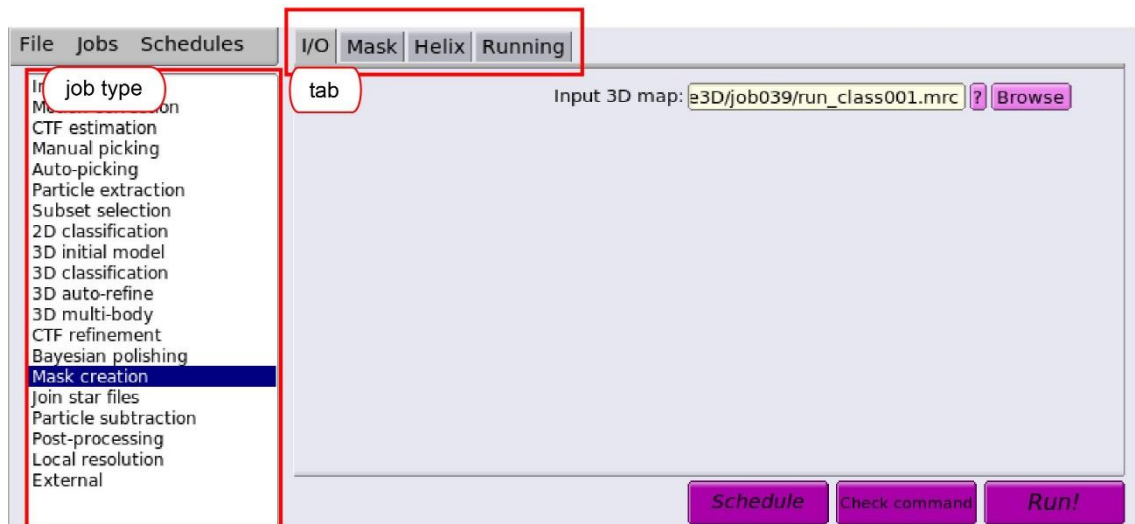 File Jobs Schedules
I/O Mask Helix Running
job type
tab
Input 3D map: e3D/job039/run_class001.mrc ? Browse
CTF estimation
Manual picking
Auto-picking
Particle extraction
Subset selection
2D classification
3D initial model
3D classification
3D auto-refine
3D multi-body
CTF refinement
Bayesian polishing
Mask creation
Join star files
Particle subtraction
Post-processing
Local resolution
External
Schedule Check command Run!